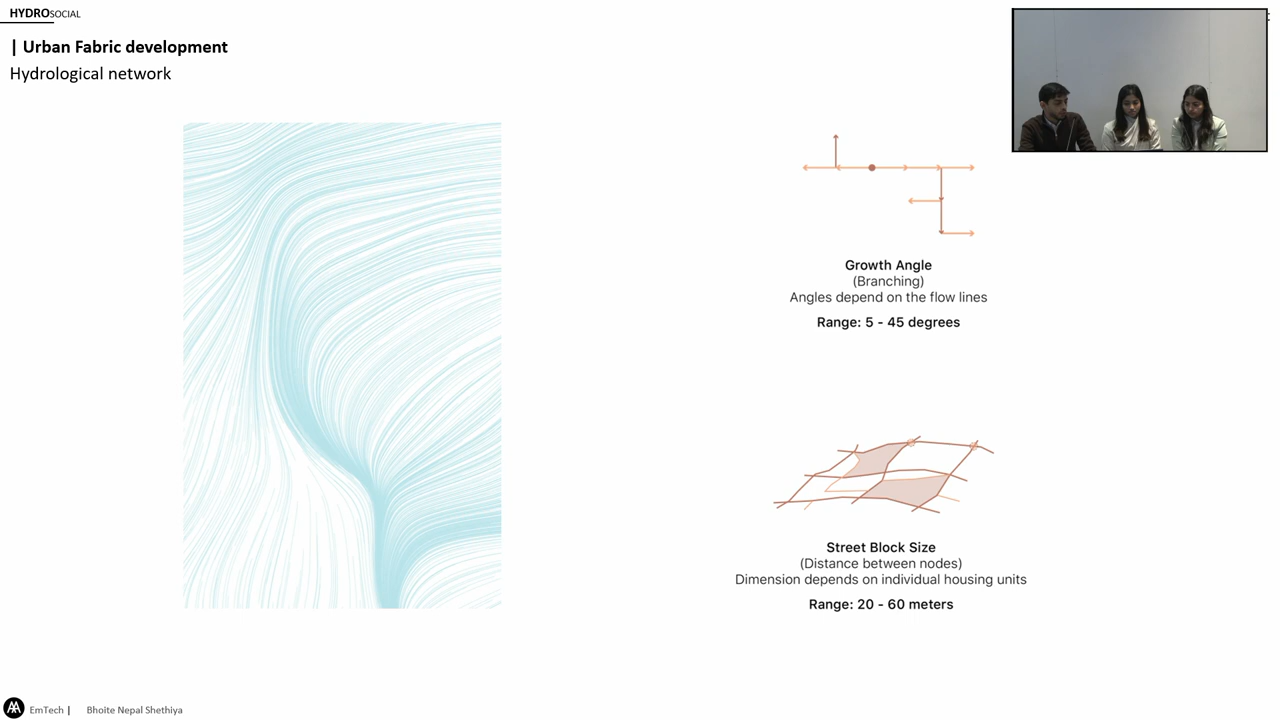 HYDROSOCIAL
| Urban Fabric development
Hydrological network
Growth Angle
(Branching)
Angles depend on the flow lines
Range: 5 - 45 degrees
Street Block Size
(Distance between nodes)
Dimension depends on individual housing units
Range: 20 - 60 meters
AA EmTech | Bhoite Nepal Shethiya